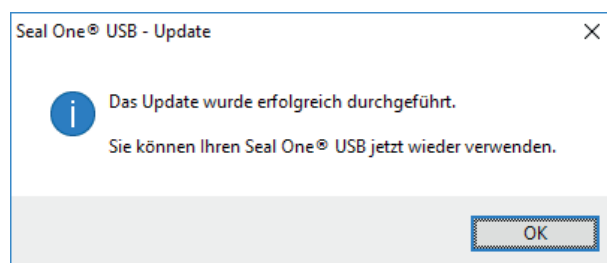 Seal One® USB - Update
Das Update wurde erfolgreich durchgeführt.
Sie können Ihren Seal One® USB jetzt wieder verwenden.
OK